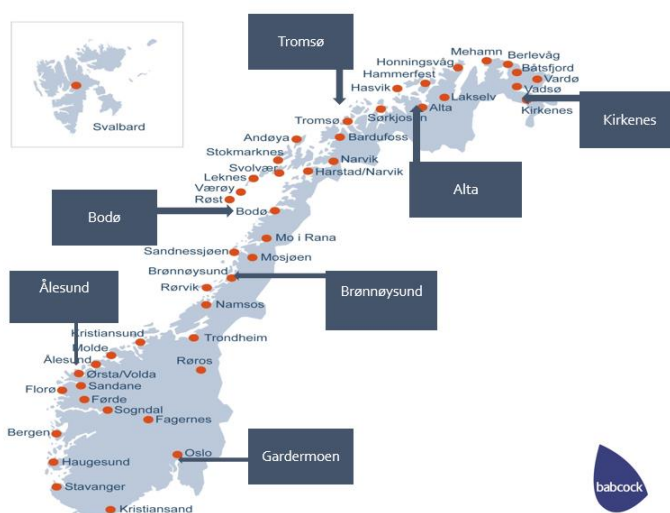 Svalbard
Tromsø
Mehamn
Berlevåg
Honningsvåg
Båtsfjord
Hammerfest
Vardø
Hasvik
Vadsø
Lakselv
Kirkenes
Alta
Sørkjosen
Tromsø
Kirkenes
Andøya
Bardufoss
Stokmarknes
Narvik
Svolvær
Harstad/Narvik
Leknes
Værøy
Røst
Alta
Bodø
Bodø
Mo i Rana
Sandnessjøen
Mosjøen
Brønnøysund
Brønnøysund
Rørvik
Ålesund
Namsos
Kristiansund
Trondheim
Molde
Ålesund
Røros
Ørsta/Volda
Florø
Sandane
Førde
Sogndal
Fagernes
Bergen
Oslo
Gardermoen
Haugesund
Stavanger
Kristiansand
babcock